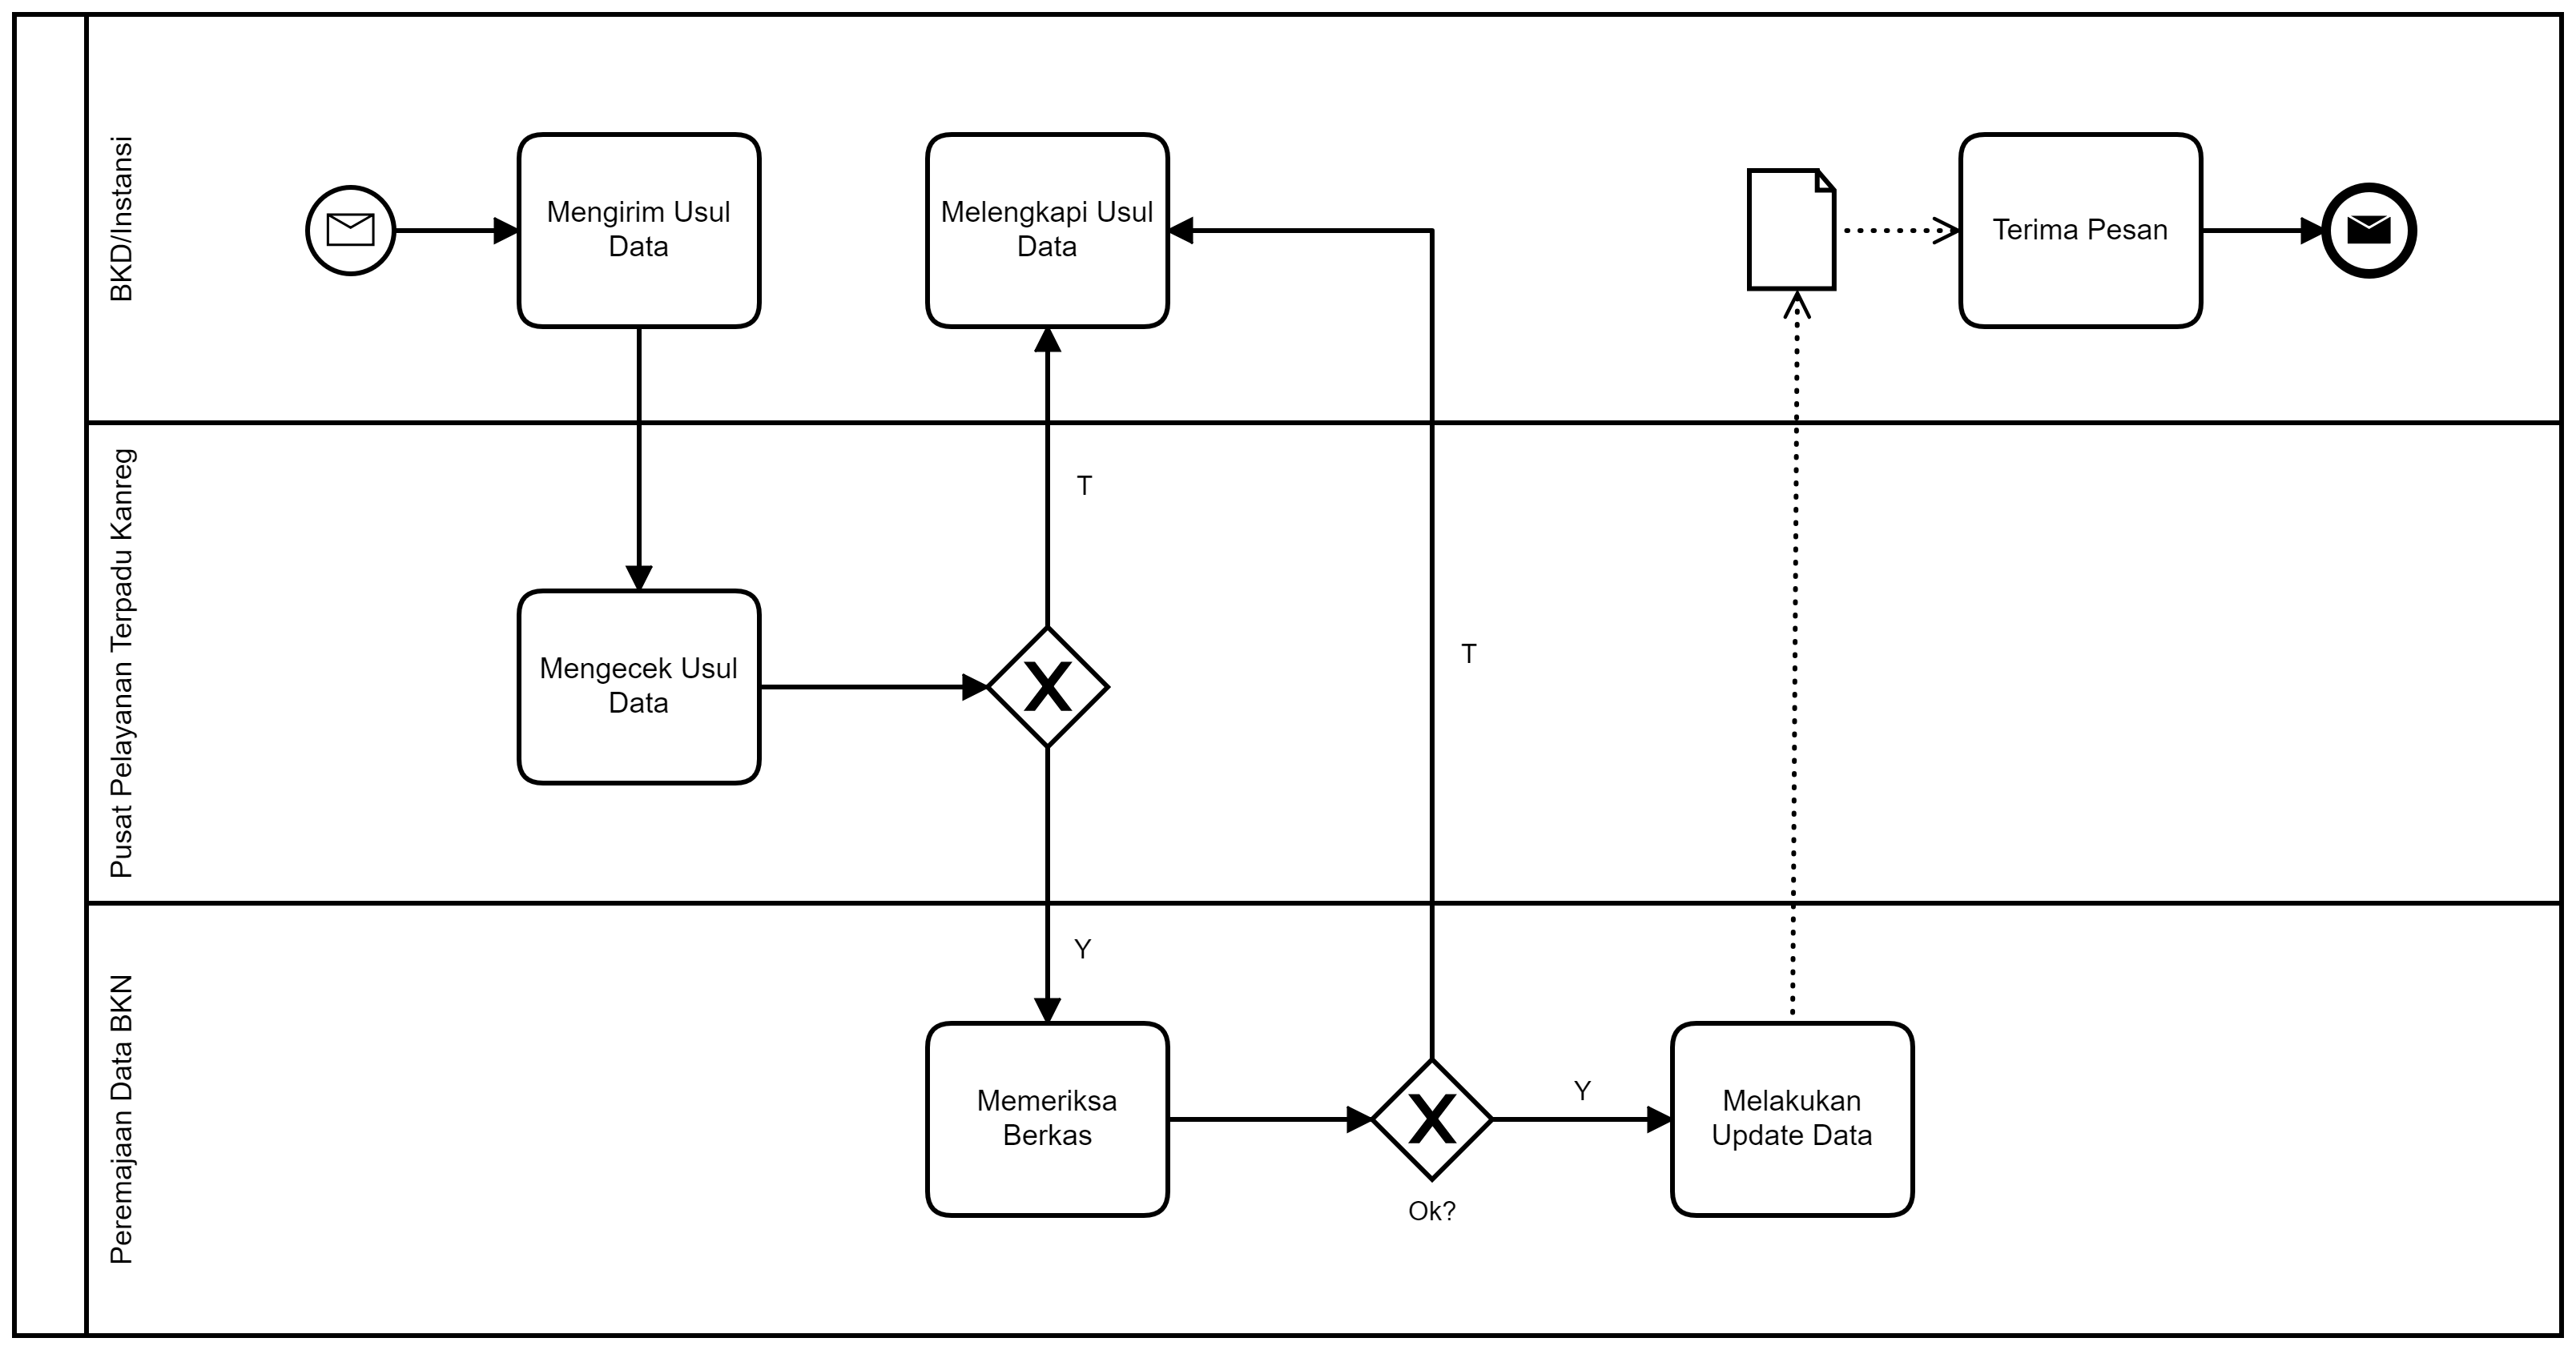 BKD/Instansi
Mengirim Usul
Data
Melengkapi Usul
Data
Terima Pesan
Pusat Pelayanan Terpadu Kanreg
T
Mengecek Usul
Data
T
Peremajaan Data BKN
Y
Memeriksa
Berkas
Ok?
Y
Melakukan
Update Data